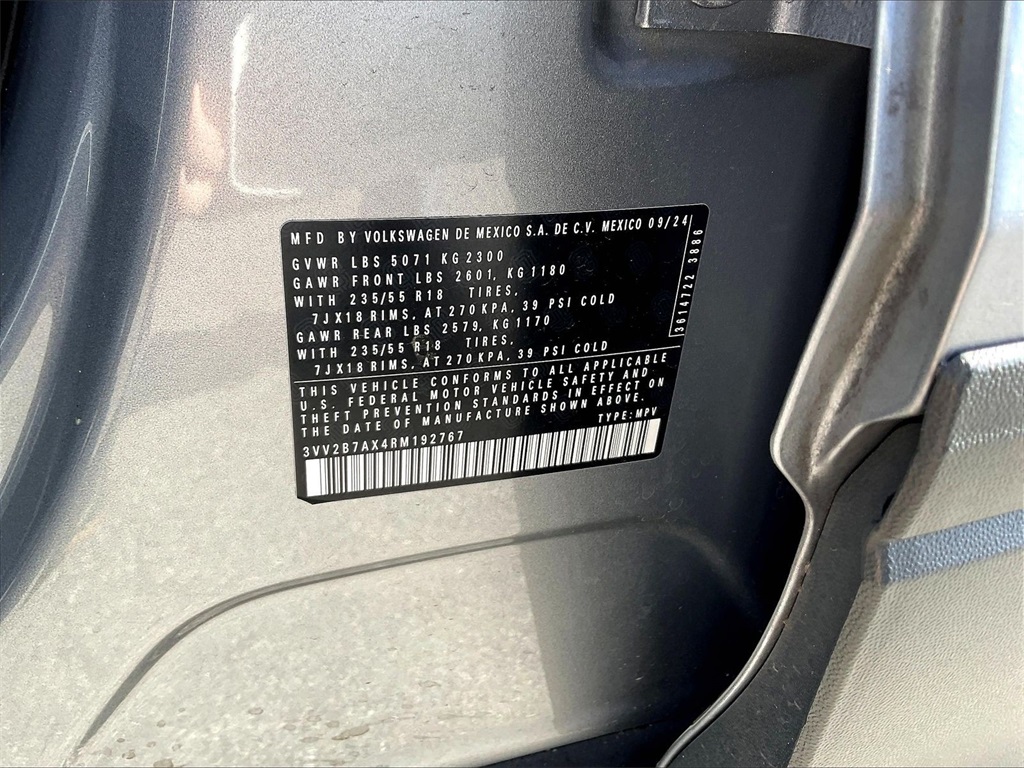 MFD BY VOLKSWAGEN DE MEXICO S.A. DE C.V. MEXICO 09/24
GVWR LBS 5071 KG 2300
GAWR FRONT LBS 2601, KG 1180
WITH 235/55 R18 TIRES,
7JX18 RIMS, AT 270 KPA, 39 PSI COLD
GAWR REAR LBS 2579, KG 1170
WITH 235/55 R18 TIRES,
7JX18 RIMS, AT 270 KPA, 39 PSI COLD
THIS VEHICLE CONFORMS TO ALL APPLICABLE
U.S. FEDERAL MOTOR VEHICLE SAFETY AND
THEFT PREVENTION STANDARDS IN EFFECT ON
THE DATE OF MANUFACTURE SHOWN ABOVE.
3VV2B7AX4RM192767 TYPE: MPV
3614722 3886